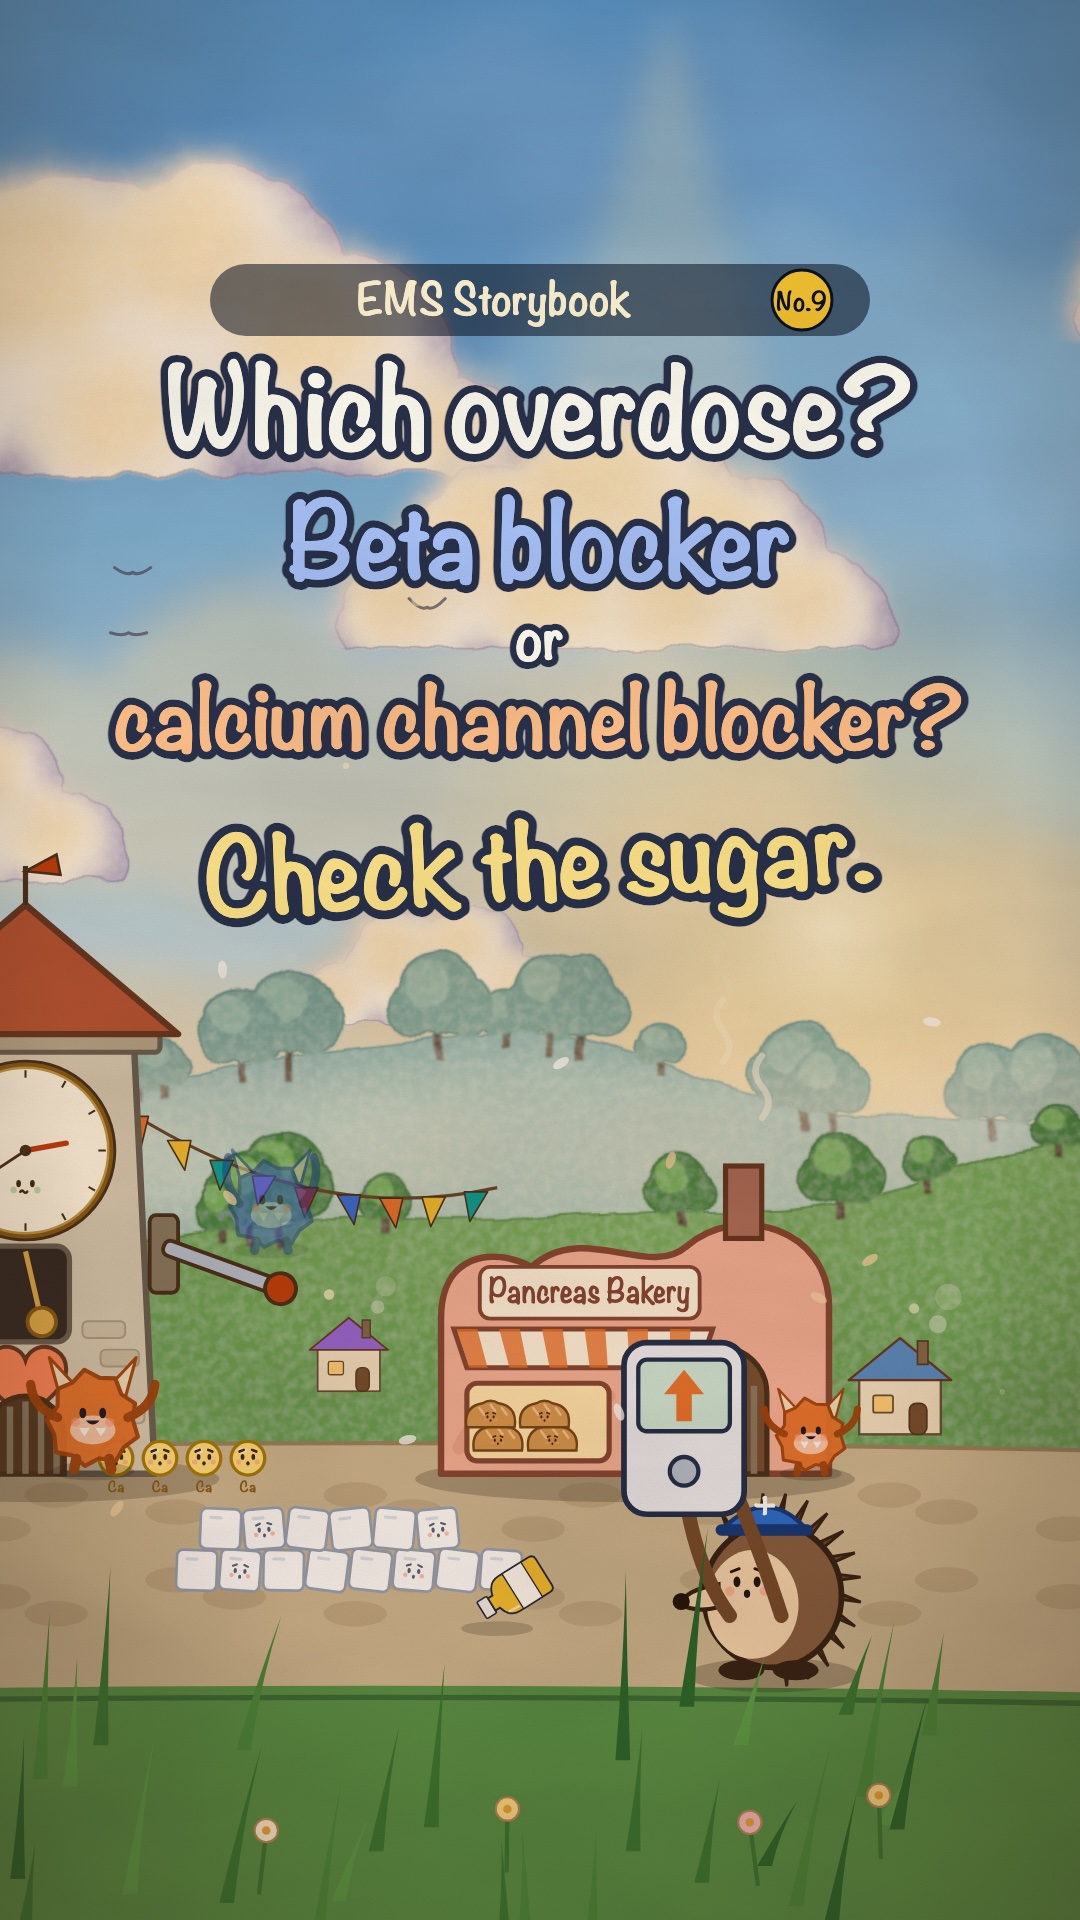 EMS Storybook
No.9
Which overdose?
Beta blocker
or
calcium channel blocker?
Check the sugar.
Pancreas Bakery
Ca Ca Ca Ca